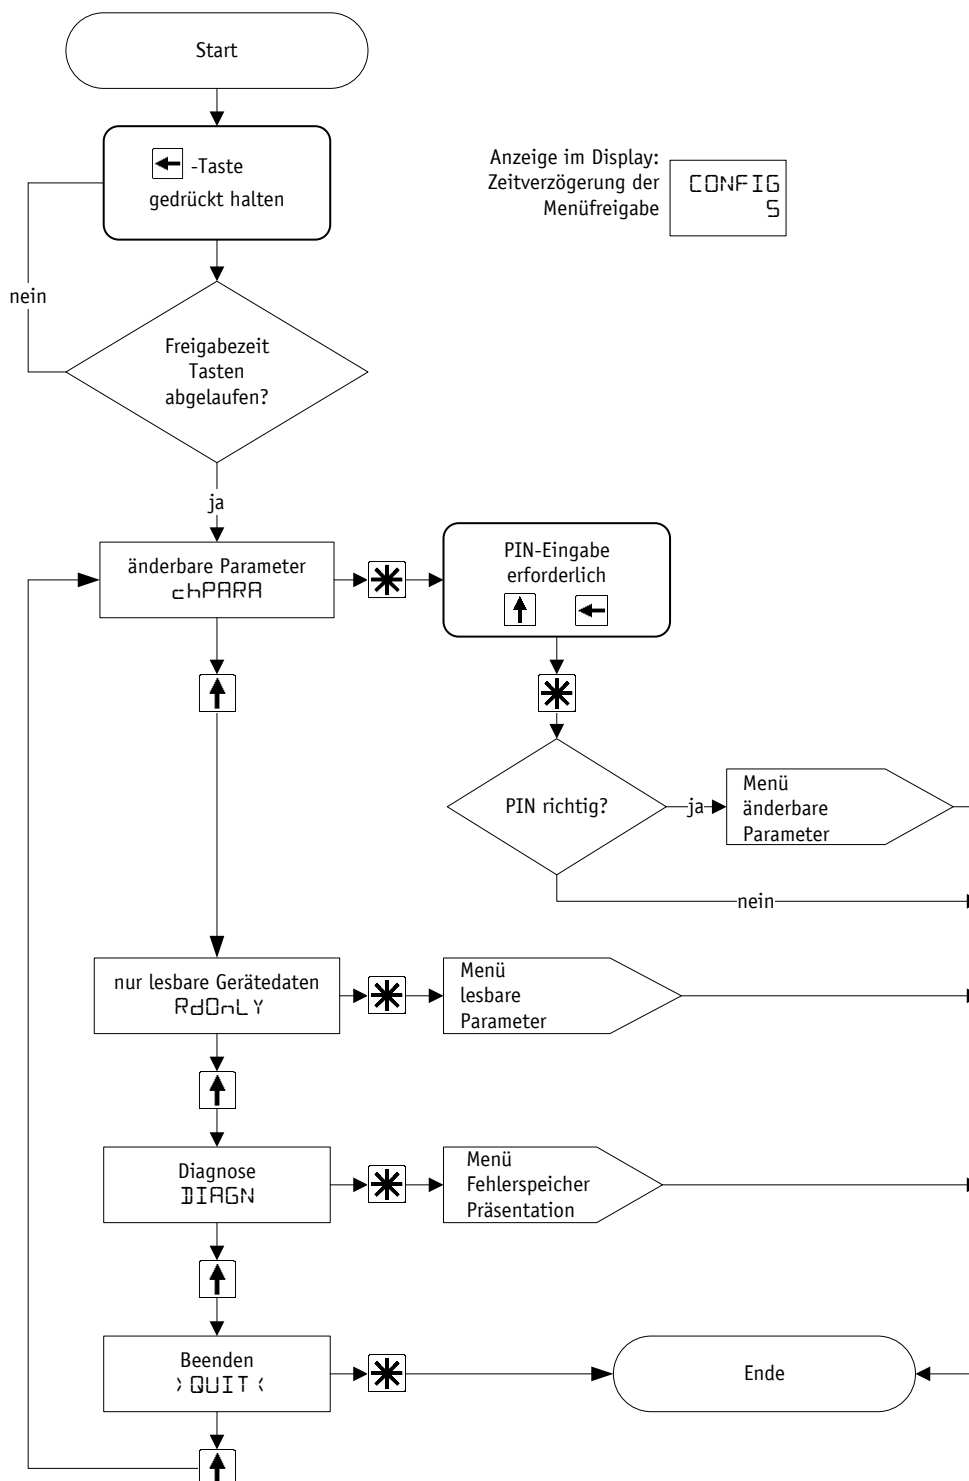 Start
-Taste
gedrückt halten
Anzeige im Display:
Zeitverzögerung der
Menüfreigabe
CONFIG
5
nein
Freigabezeit
Tasten
abgelaufen?
ja
änderbare Parameter
chPARA
PIN-Eingabe
erforderlich
PIN richtig?
ja
Menü
änderbare
Parameter
nein
nur lesbare Gerätedaten
RdOnLY
Menü
lesbare
Parameter
Diagnose
DIAGN
Menü
Fehlerspeicher
Präsentation
Beenden
>QUIT<
Ende